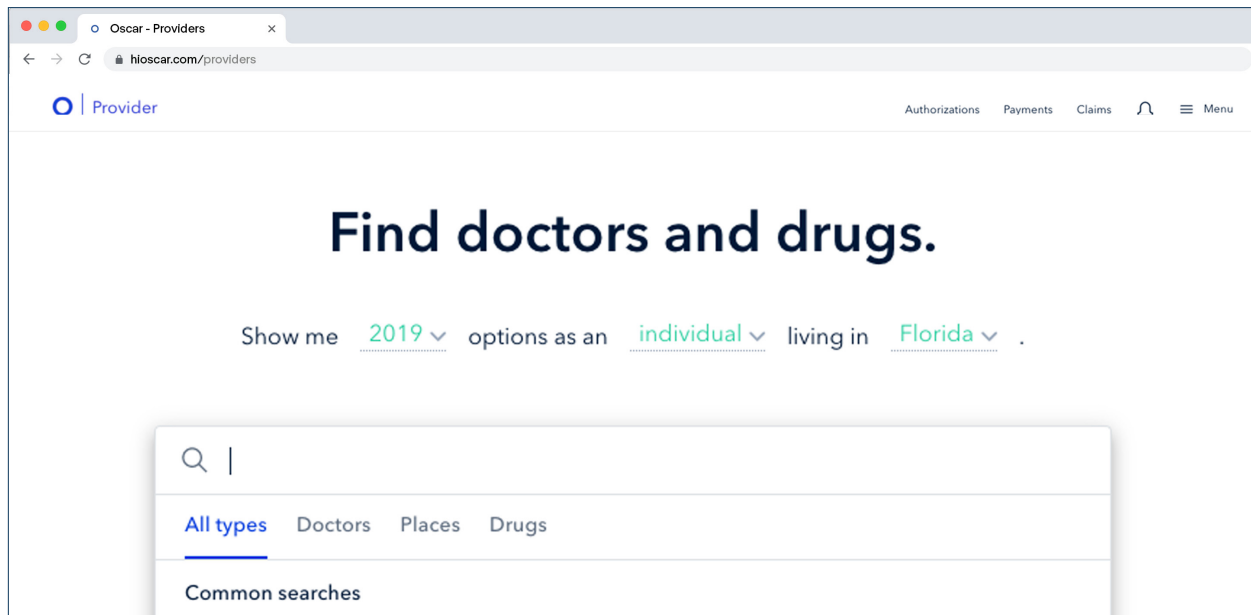 Oscar - Providers
hioscar.com/providers
Provider
Authorizations Payments Claims Menu
Find doctors and drugs.
Show me 2019 options as an individual living in Florida .
All types Doctors Places Drugs
Common searches